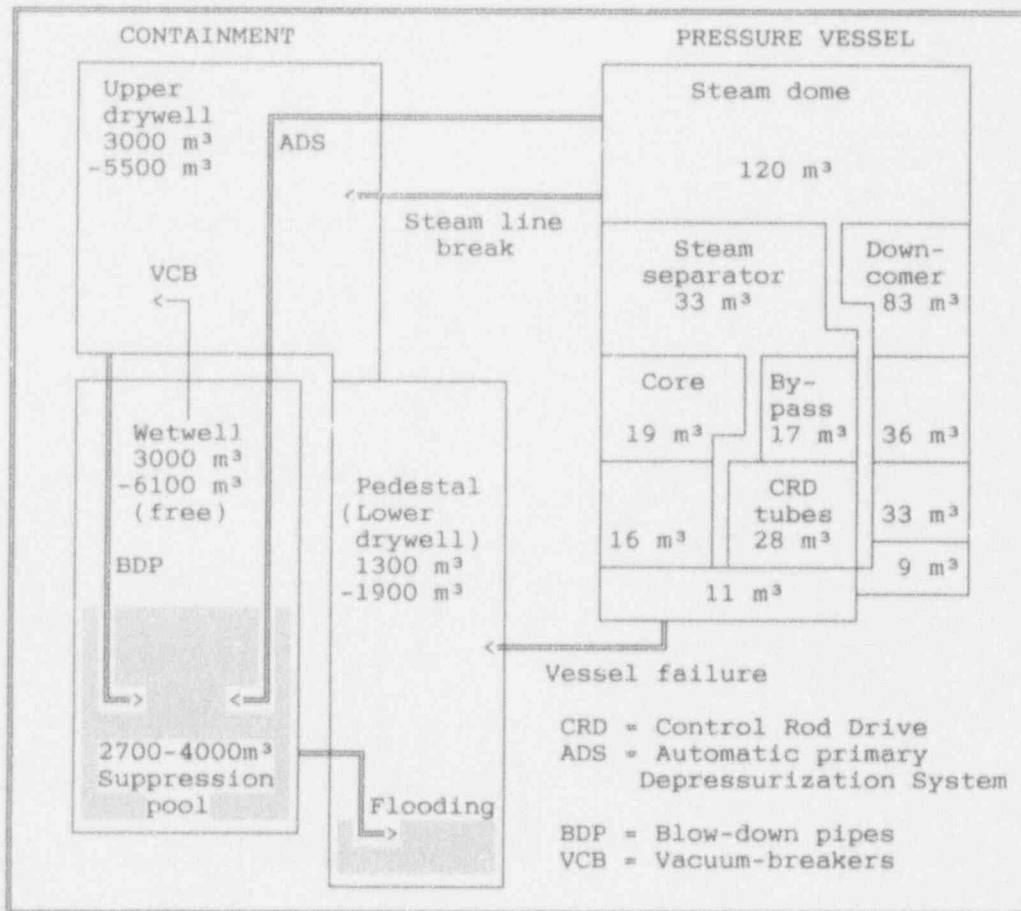 CONTAINMENT
Upper
drywell
3000 m³
-5500 m³
ADS
VCB
Wetwell
3000 m³
-6100 m³
(free)
BDP
2700-4000m³
Suppression
pool
Pedestal
(Lower
drywell)
1300 m³
-1900 m³
Flooding
Steam line
break
PRESSURE VESSEL
Steam dome
120 m³
Steam
separator
33 m³
Down-
comer
83 m³
Core
19 m³
By-
pass
17 m³
36 m³
16 m³
CRD
tubes
28 m³
33 m³
9 m³
11 m³
Vessel failure
CRD = Control Rod Drive
ADS = Automatic primary
Depressurization System
BDP = Blow-down pipes
VCB = Vacuum-breakers